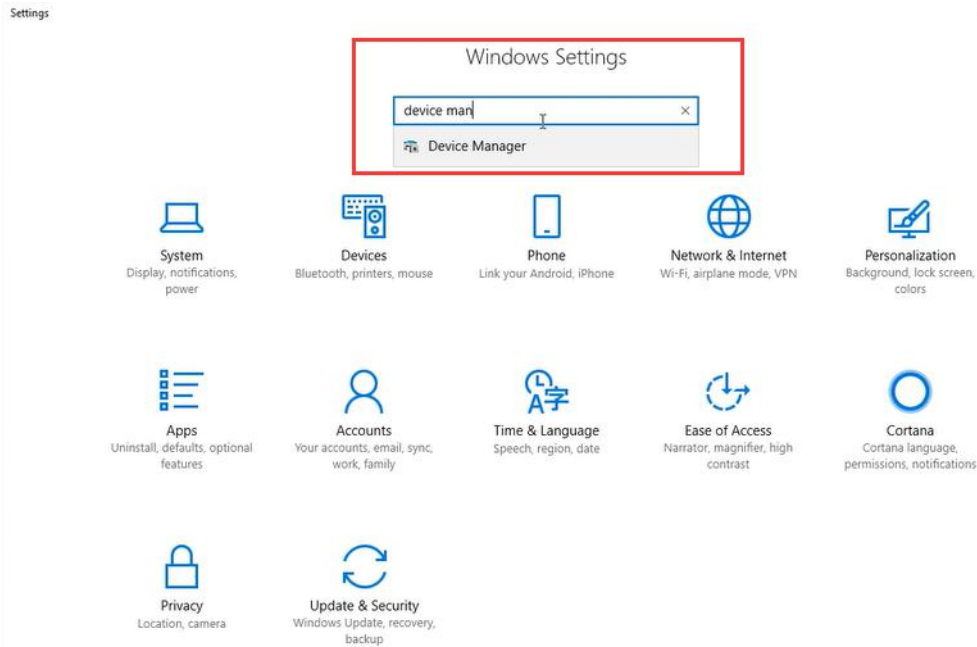 Settings
Windows Settings
device man
Device Manager
System
Display, notifications,
power
Devices
Bluetooth, printers, mouse
Phone
Link your Android, iPhone
Network & Internet
Wi-Fi, airplane mode, VPN
Personalization
Background, lock screen,
colors
Apps
Uninstall, defaults, optional
features
Accounts
Your accounts, email, sync,
work, family
Time & Language
Speech, region, date
Ease of Access
Narrator, magnifier, high
contrast
Cortana
Cortana language,
permissions, notifications
Privacy
Location, camera
Update & Security
Windows Update, recovery,
backup